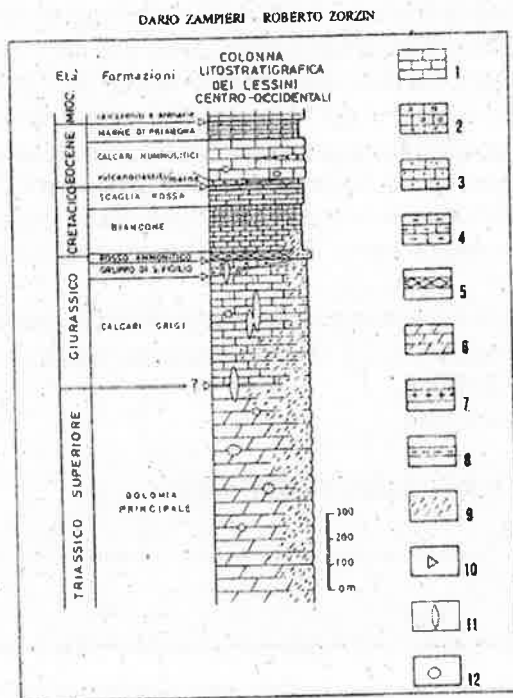 DARIO ZAMPIERI - ROBERTO ZORZIN
COLONNA
LITOSTRATIGRAFICA
DEI LESSINI
CENTRO-OCCIDENTALI
Età Formazioni
MIOC.
MARNE DI PRIABONA
EOCENE
CALCARI NUMMULITICI
CRETACICO
SCAGLIA ROSSA
BIANCONE
ROSSO AMMONITICO
GRUPPO DI S. VIGILIO
GIURASSICO
CALCARI GRIGI
?
TRIASSICO SUPERIORE
DOLOMIA
PRINCIPALE
300
200
100
0 m
1
2
3
4
5
6
7
8
9
10
11
12